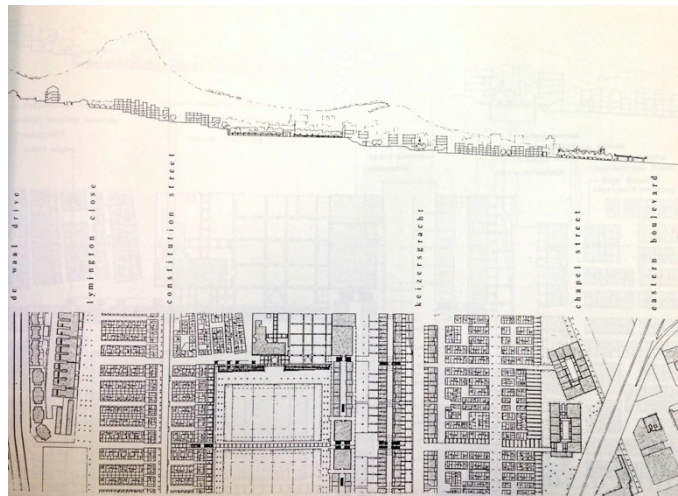 de waal drive
lymington close
constitution street
keizersgracht
chapel street
eastern boulevard